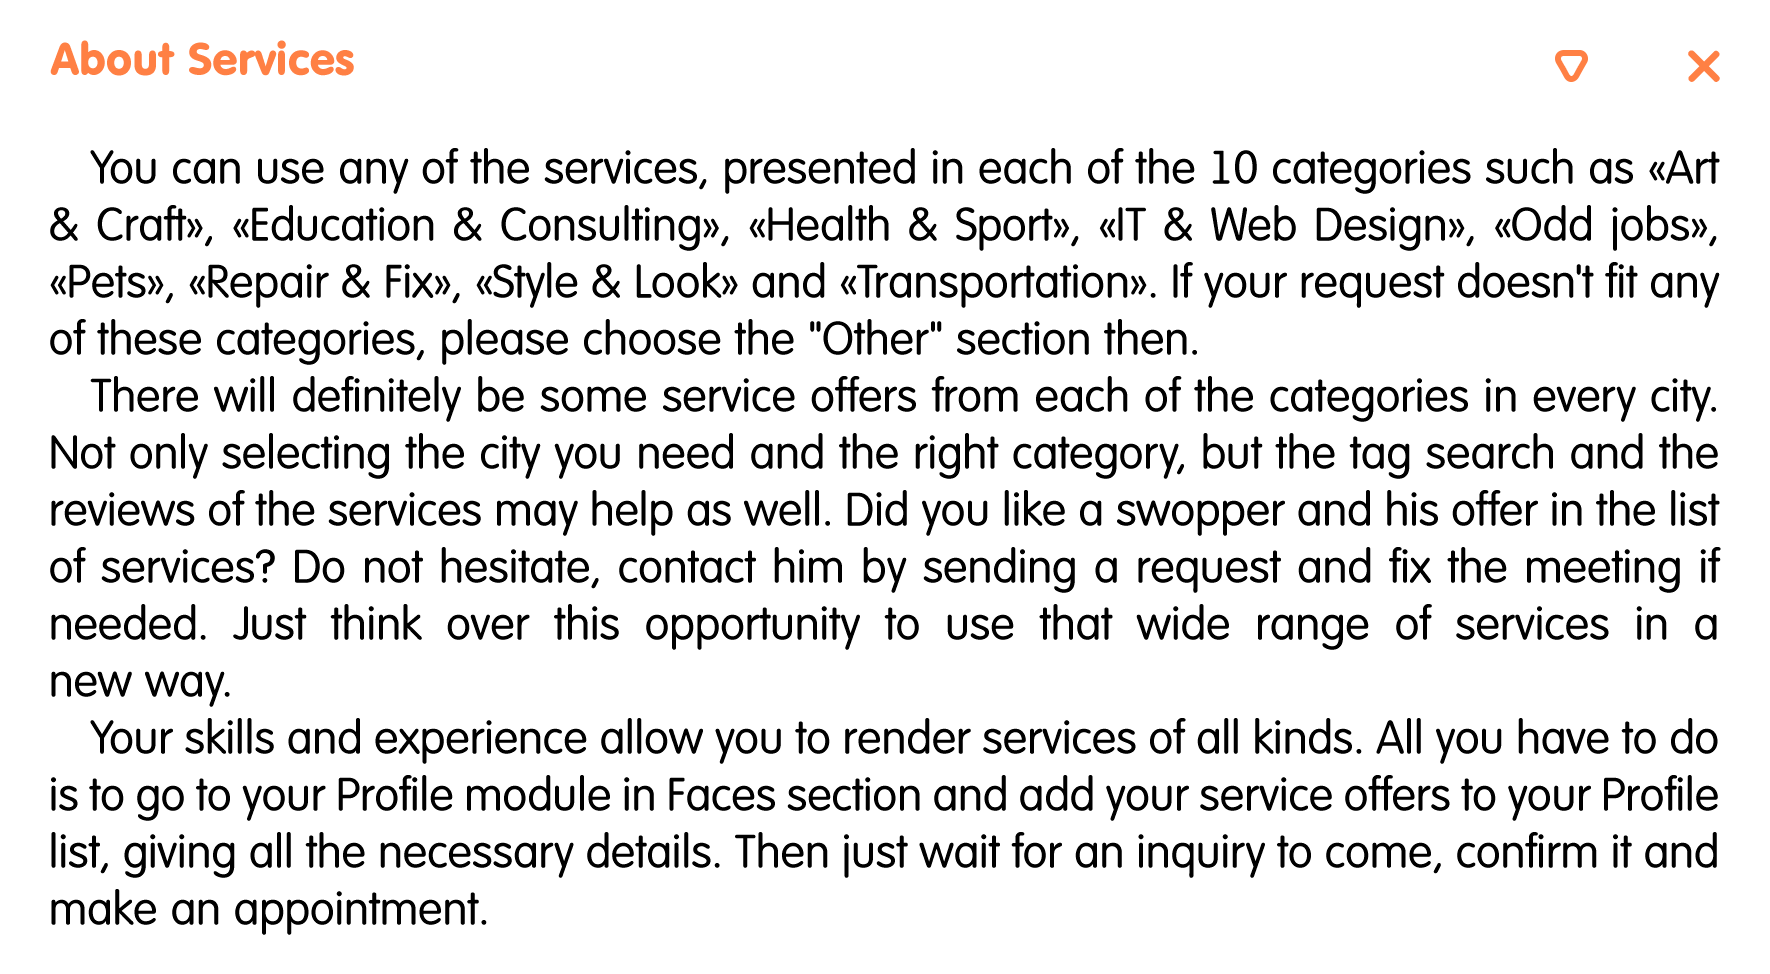 About Services
You can use any of the services, presented in each of the 10 categories such as «Art
& Craft», «Education & Consulting», «Health & Sport», «IT & Web Design», «Odd jobs»,
«Pets», «Repair & Fix», «Style & Look» and «Transportation». If your request doesn't fit any
of these categories, please choose the "Other" section then.
There will definitely be some service offers from each of the categories in every city.
Not only selecting the city you need and the right category, but the tag search and the
reviews of the services may help as well. Did you like a swopper and his offer in the list
of services? Do not hesitate, contact him by sending a request and fix the meeting if
needed. Just think over this opportunity to use that wide range of services in a
new way.
Your skills and experience allow you to render services of all kinds. All you have to do
is to go to your Profile module in Faces section and add your service offers to your Profile
list, giving all the necessary details. Then just wait for an inquiry to come, confirm it and
make an appointment.